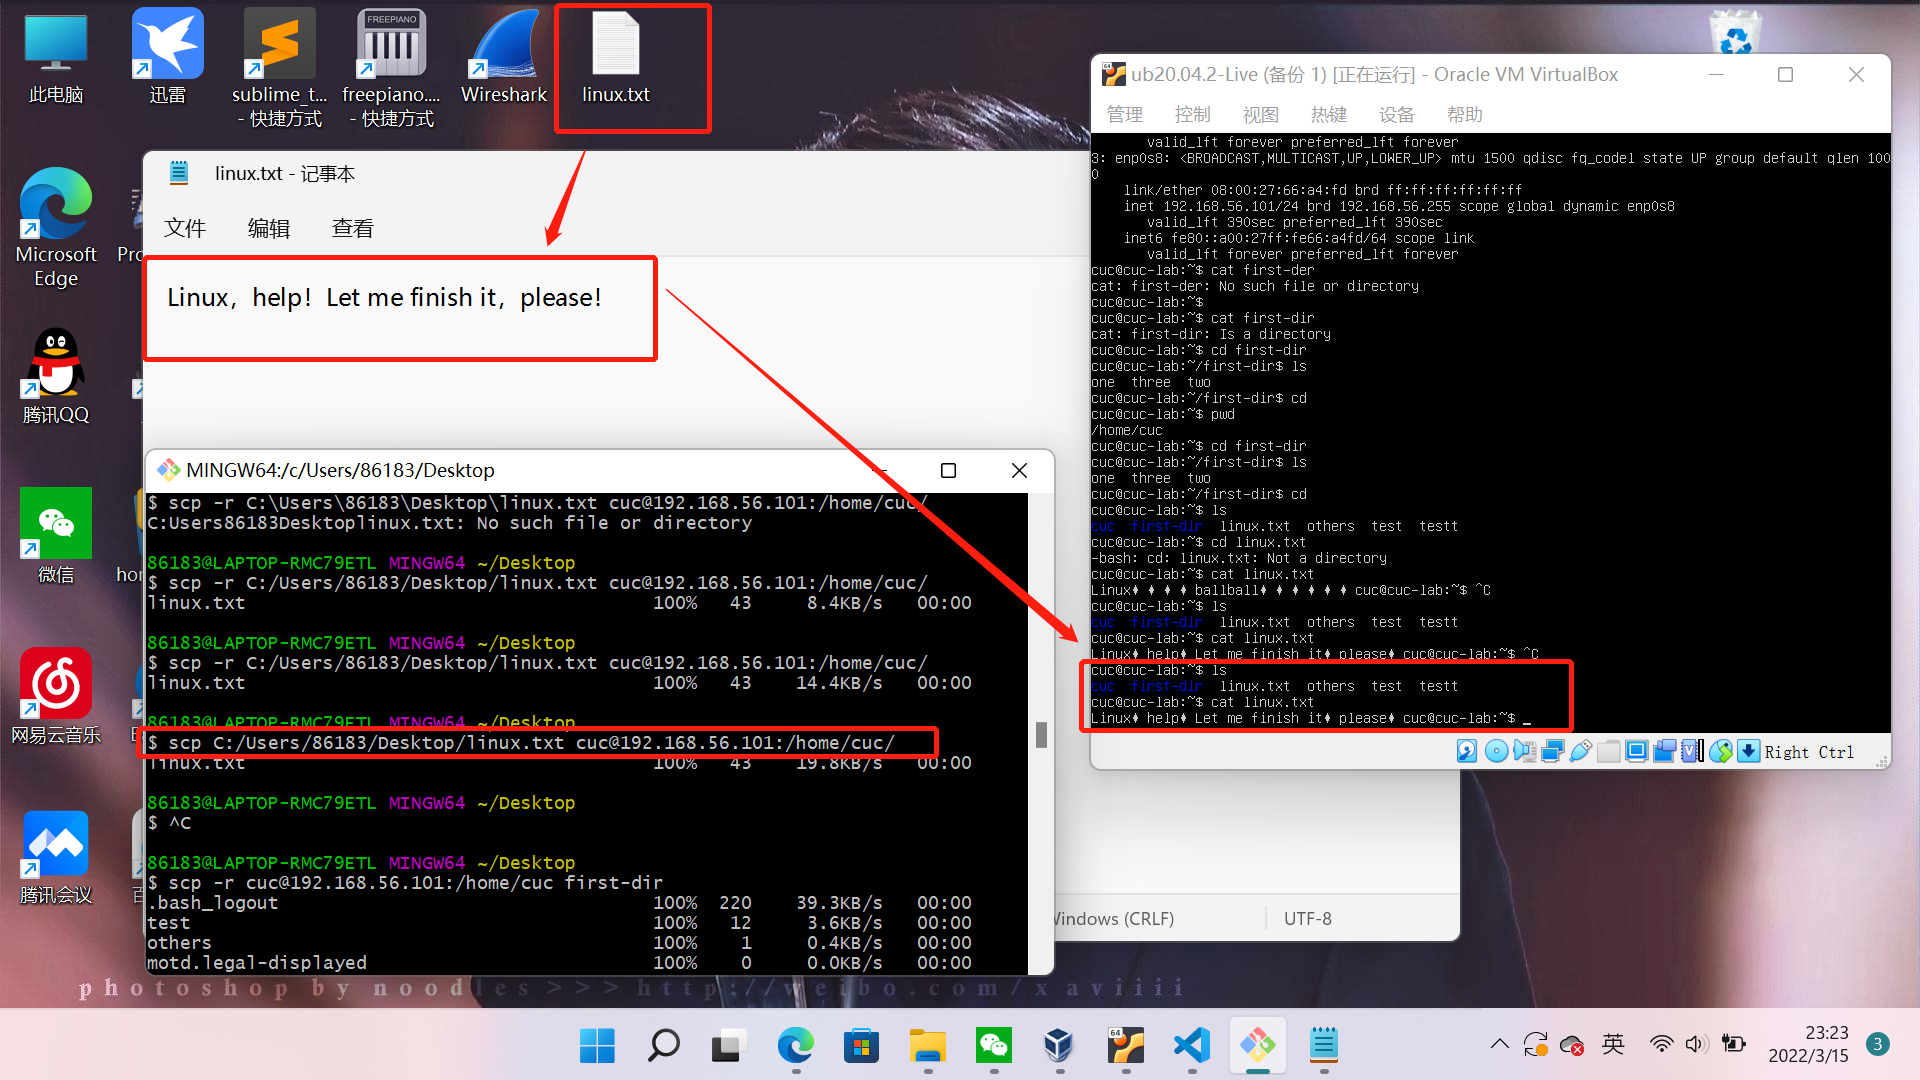 此电脑
迅雷
sublime_t...
- 快捷方式
FREEPIANO
freepiano....
- 快捷方式
Wireshark
linux.txt
Microsoft
Edge
腾讯QQ
微信
网易云音乐
腾讯会议
linux.txt - 记事本
文件 编辑 查看
Linux，help！Let me finish it，please！
Windows (CRLF) UTF-8
MINGW64:/c/Users/86183/Desktop
$ scp -r C:\Users\86183\Desktop\linux.txt cuc@192.168.56.101:/home/cuc/
C:Users86183Desktoplinux.txt: No such file or directory
86183@LAPTOP-RMC79ETL MINGW64 ~/Desktop
$ scp -r C:/Users/86183/Desktop/linux.txt cuc@192.168.56.101:/home/cuc/
linux.txt 100% 43 8.4KB/s 00:00
86183@LAPTOP-RMC79ETL MINGW64 ~/Desktop
$ scp -r C:/Users/86183/Desktop/linux.txt cuc@192.168.56.101:/home/cuc/
linux.txt 100% 43 14.4KB/s 00:00
86183@LAPTOP-RMC79ETL MINGW64 ~/Desktop
$ scp C:/Users/86183/Desktop/linux.txt cuc@192.168.56.101:/home/cuc/
linux.txt 100% 43 19.8KB/s 00:00
86183@LAPTOP-RMC79ETL MINGW64 ~/Desktop
$ ^C
86183@LAPTOP-RMC79ETL MINGW64 ~/Desktop
$ scp -r cuc@192.168.56.101:/home/cuc first-dir
.bash_logout 100% 220 39.3KB/s 00:00
test 100% 12 3.6KB/s 00:00
others 100% 1 0.4KB/s 00:00
motd.legal-displayed 100% 0 0.0KB/s 00:00
ub20.04.2-Live (备份 1) [正在运行] - Oracle VM VirtualBox
管理 控制 视图 热键 设备 帮助
valid_lft forever preferred_lft forever
3: enp0s8: <BROADCAST,MULTICAST,UP,LOWER_UP> mtu 1500 qdisc fq_codel state UP group default qlen 100
0
link/ether 08:00:27:66:a4:fd brd ff:ff:ff:ff:ff:ff
inet 192.168.56.101/24 brd 192.168.56.255 scope global dynamic enp0s8
valid_lft 390sec preferred_lft 390sec
inet6 fe80::a00:27ff:fe66:a4fd/64 scope link
valid_lft forever preferred_lft forever
cuc@cuc-lab:~$ cat first-der
cat: first-der: No such file or directory
cuc@cuc-lab:~$
cuc@cuc-lab:~$ cat first-dir
cat: first-dir: Is a directory
cuc@cuc-lab:~$ cd first-dir
cuc@cuc-lab:~/first-dir$ ls
one three two
cuc@cuc-lab:~/first-dir$ cd
cuc@cuc-lab:~$ pwd
/home/cuc
cuc@cuc-lab:~$ cd first-dir
cuc@cuc-lab:~/first-dir$ ls
one three two
cuc@cuc-lab:~/first-dir$ cd
cuc@cuc-lab:~$ ls
cuc first-dir linux.txt others test testt
cuc@cuc-lab:~$ cd linux.txt
-bash: cd: linux.txt: Not a directory
cuc@cuc-lab:~$ cat linux.txt
Linux♦ ♦ ♦ ♦ ballball♦ ♦ ♦ ♦ ♦ ♦ cuc@cuc-lab:~$ ^C
cuc@cuc-lab:~$ ls
cuc first-dir linux.txt others test testt
cuc@cuc-lab:~$ cat linux.txt
Linux♦ help♦ Let me finish it♦ please♦ cuc@cuc-lab:~$ ^C
cuc@cuc-lab:~$ ls
cuc first-dir linux.txt others test testt
cuc@cuc-lab:~$ cat linux.txt
Linux♦ help♦ Let me finish it♦ please♦ cuc@cuc-lab:~$ _
Right Ctrl
photoshop by noodles >>> http://weibo.com/xaviiii
英
23:23
2022/3/15
3